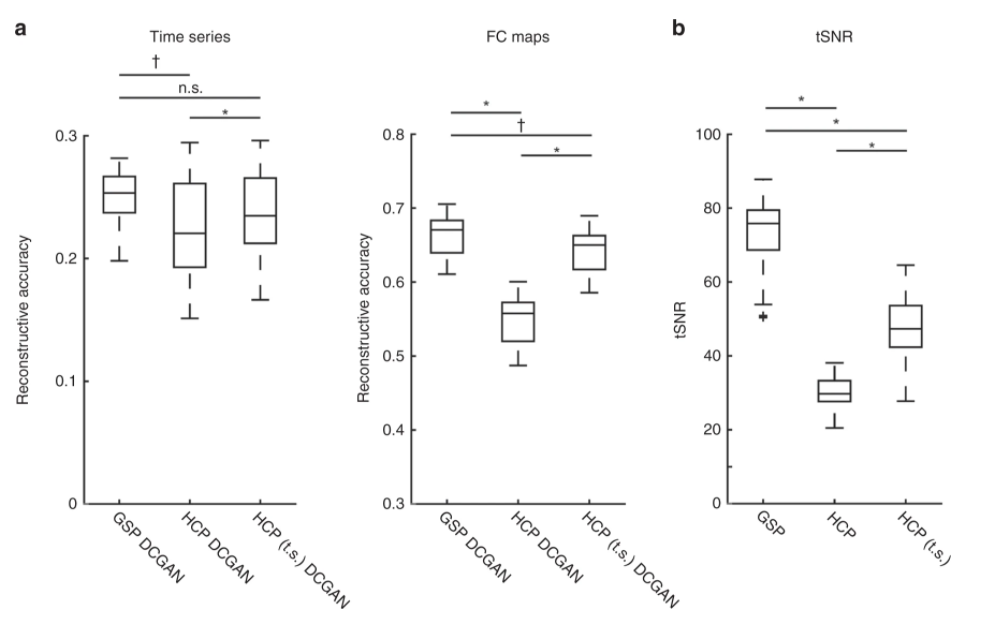 a
Time series
†
n.s.
*
Reconstructive accuracy
0.3
0.2
0.1
0
GSP DCGAN
HCP DCGAN
HCP (t.s.) DCGAN
FC maps
*
†
*
Reconstructive accuracy
0.8
0.7
0.6
0.5
0.4
0.3
GSP DCGAN
HCP DCGAN
HCP (t.s.) DCGAN
b
tSNR
*
*
*
tSNR
100
80
60
40
20
0
GSP
HCP
HCP (t.s.)